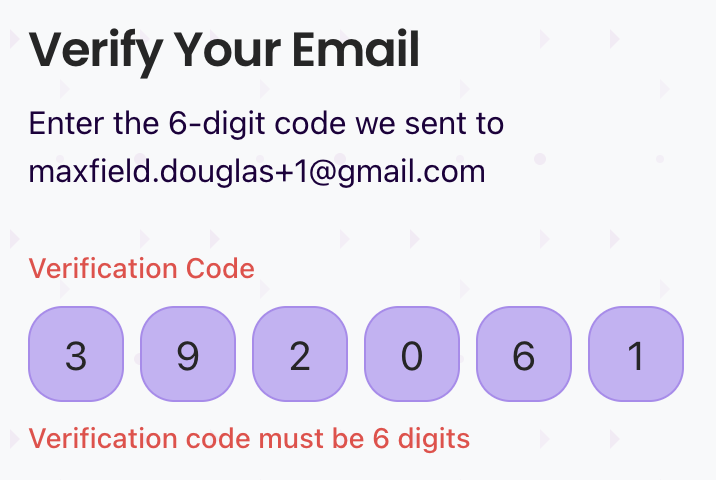 Verify Your Email
Enter the 6-digit code we sent to
maxfield.douglas+1@gmail.com
Verification Code
3 9 2 0 6 1
Verification code must be 6 digits